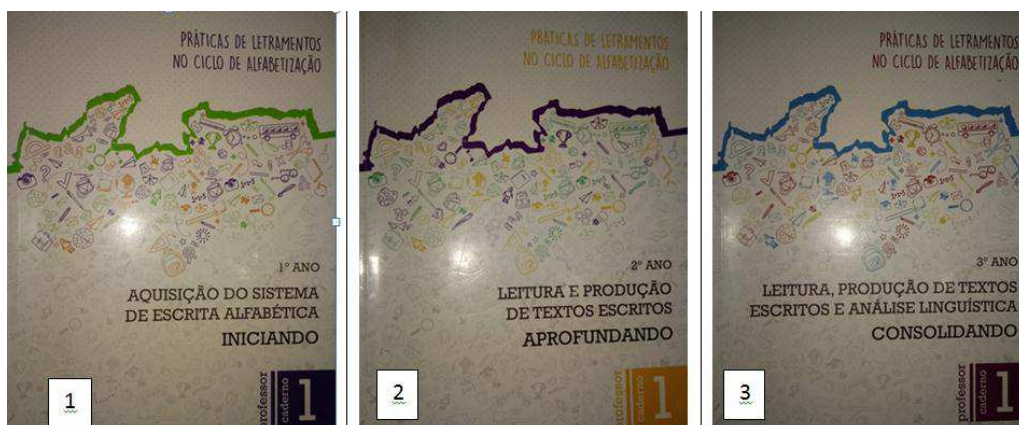 PRÁTICAS DE LETRAMENTOS
NO CICLO DE ALFABETIZAÇÃO
1º ANO
AQUISIÇÃO DO SISTEMA
DE ESCRITA ALFABÉTICA
INICIANDO
professor
caderno
1
1
PRÁTICAS DE LETRAMENTOS
NO CICLO DE ALFABETIZAÇÃO
2º ANO
LEITURA E PRODUÇÃO
DE TEXTOS ESCRITOS
APROFUNDANDO
rofessor
caderno
1
2
PRÁTICAS DE LETRAMENTOS
NO CICLO DE ALFABETIZAÇÃO
3º ANO
LEITURA, PRODUÇÃO DE TEXTOS
ESCRITOS E ANÁLISE LINGUÍSTICA
CONSOLIDANDO
professor
caderno
1
3